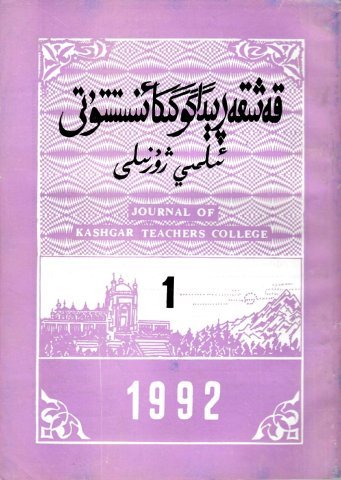 قەشقەر پېداگوگىكا ئىنستىتۇتى
ئىلمىي ژۇرنىلى
JOURNAL OF
KASHGAR TEACHERS COLLEGE
1
1992